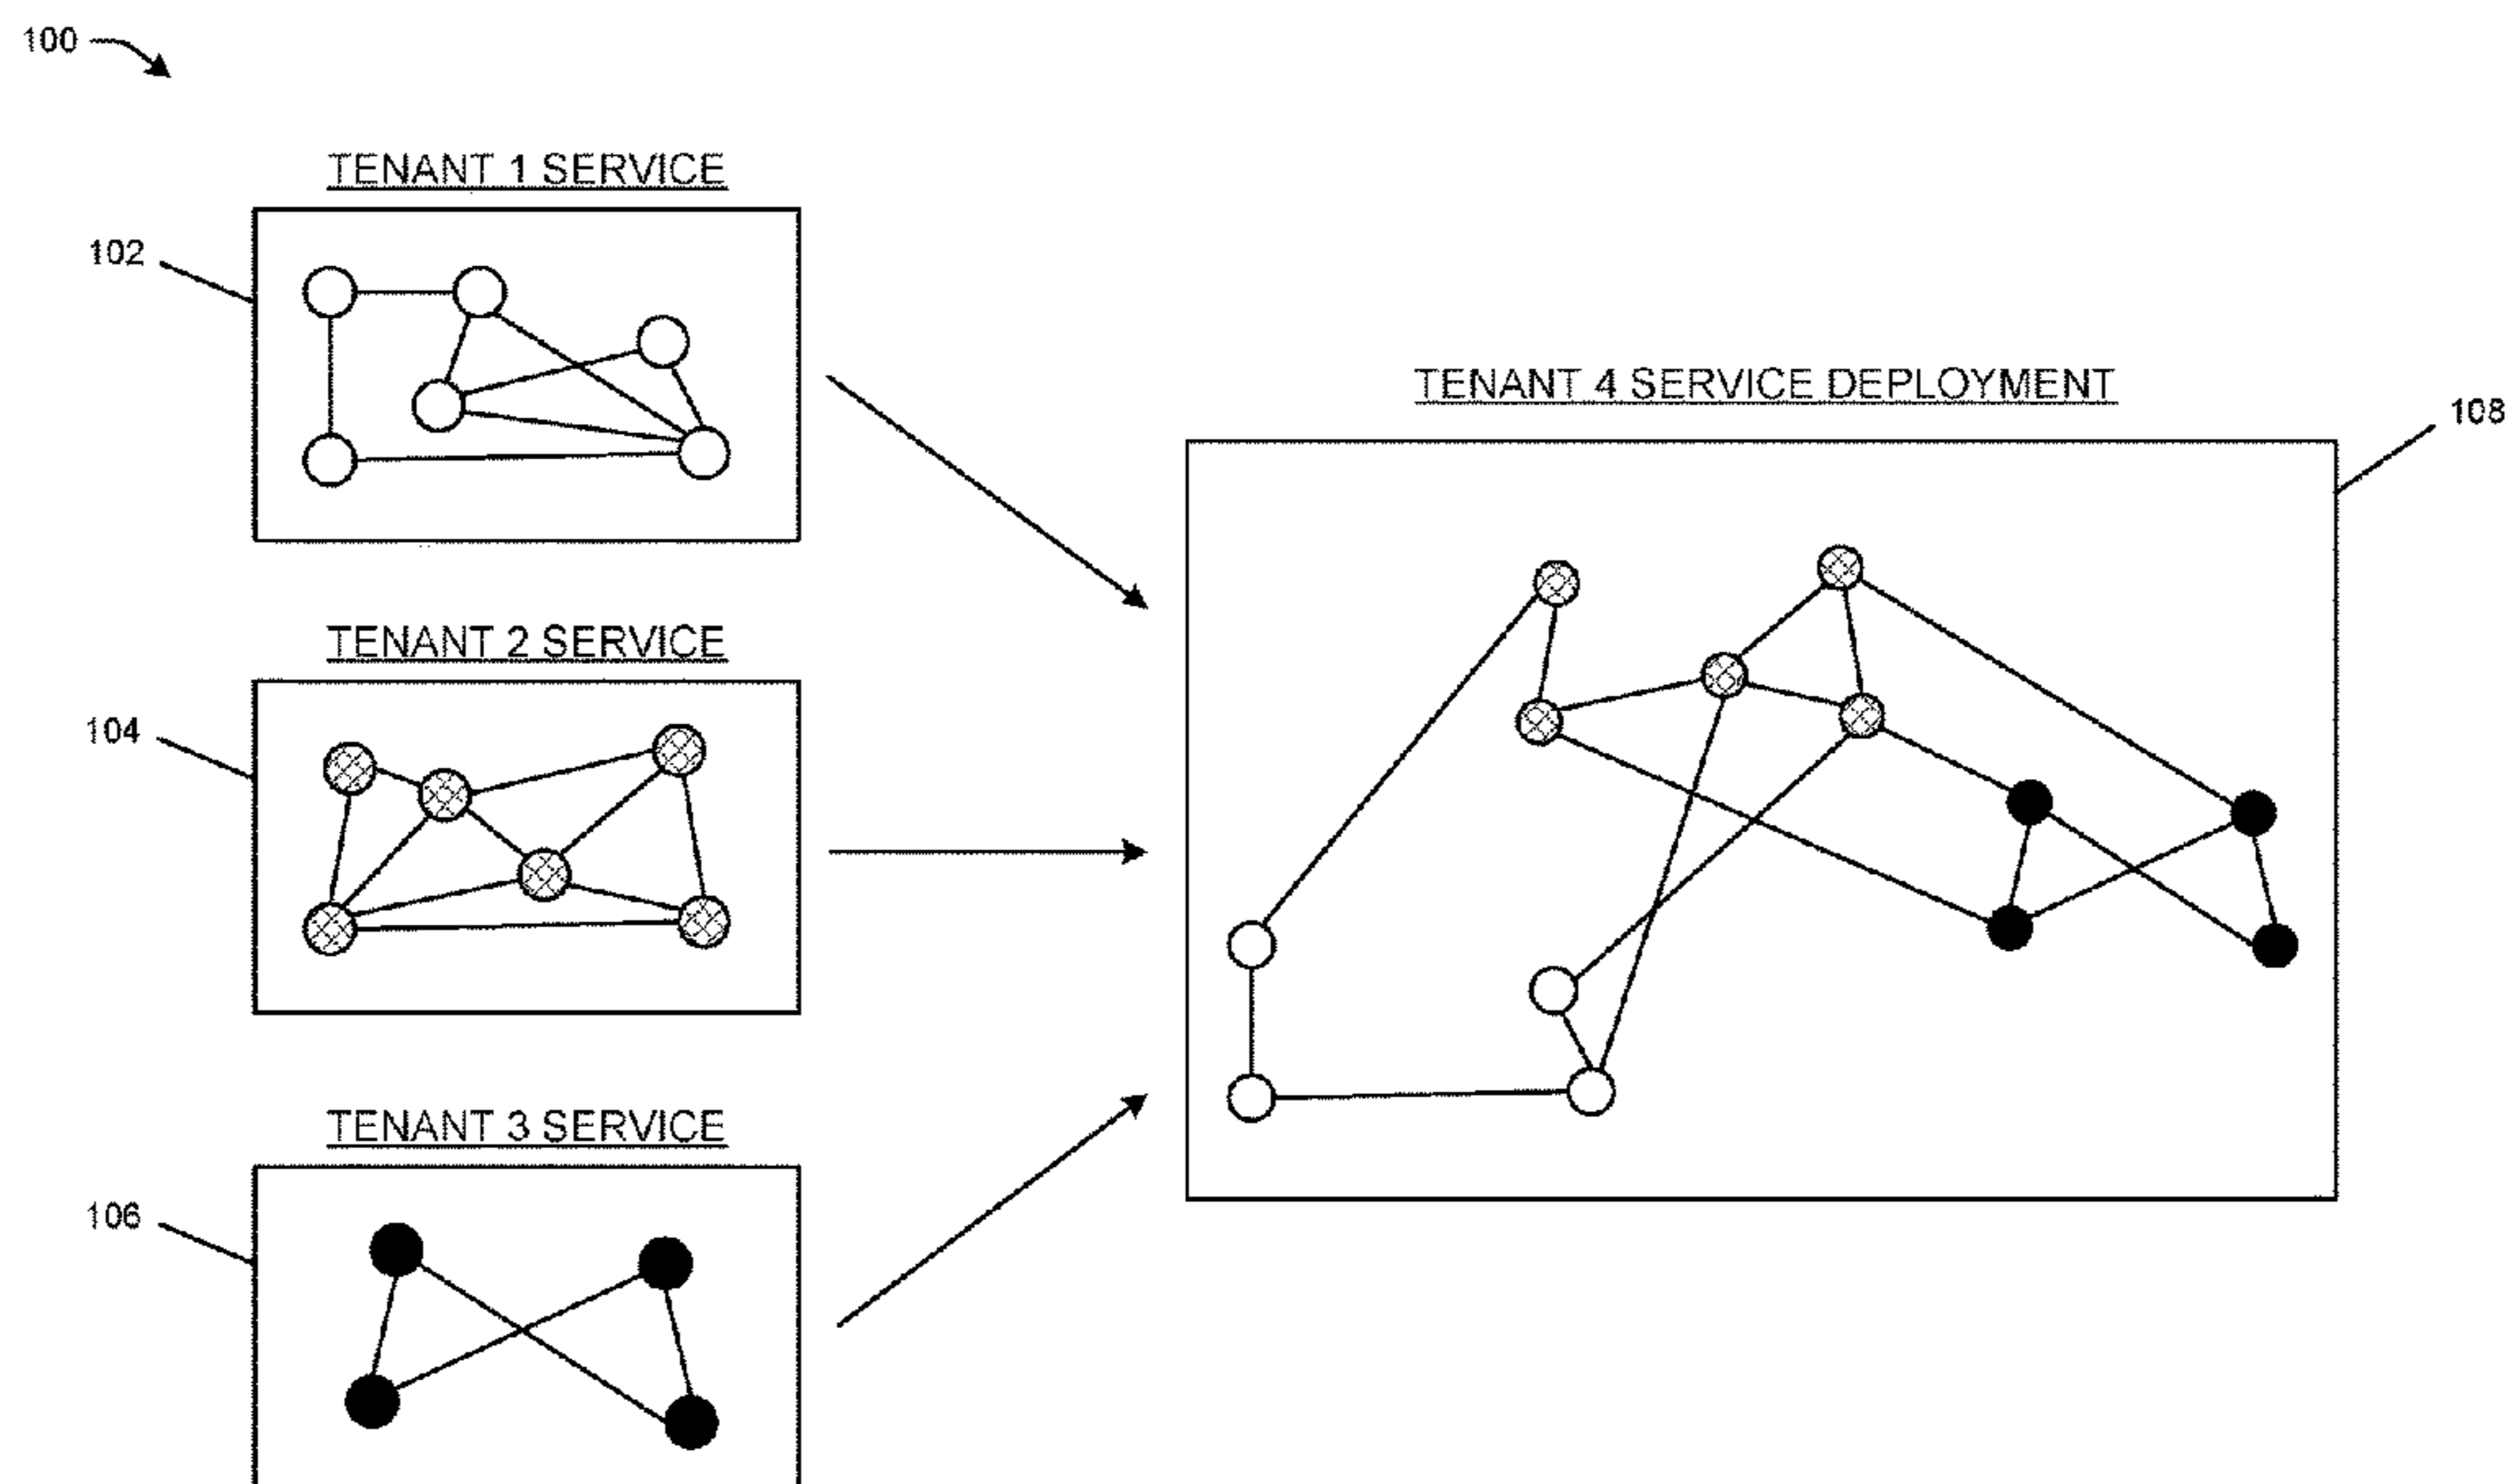 100
TENANT 1 SERVICE
102
TENANT 4 SERVICE DEPLOYMENT
108
TENANT 2 SERVICE
104
TENANT 3 SERVICE
106